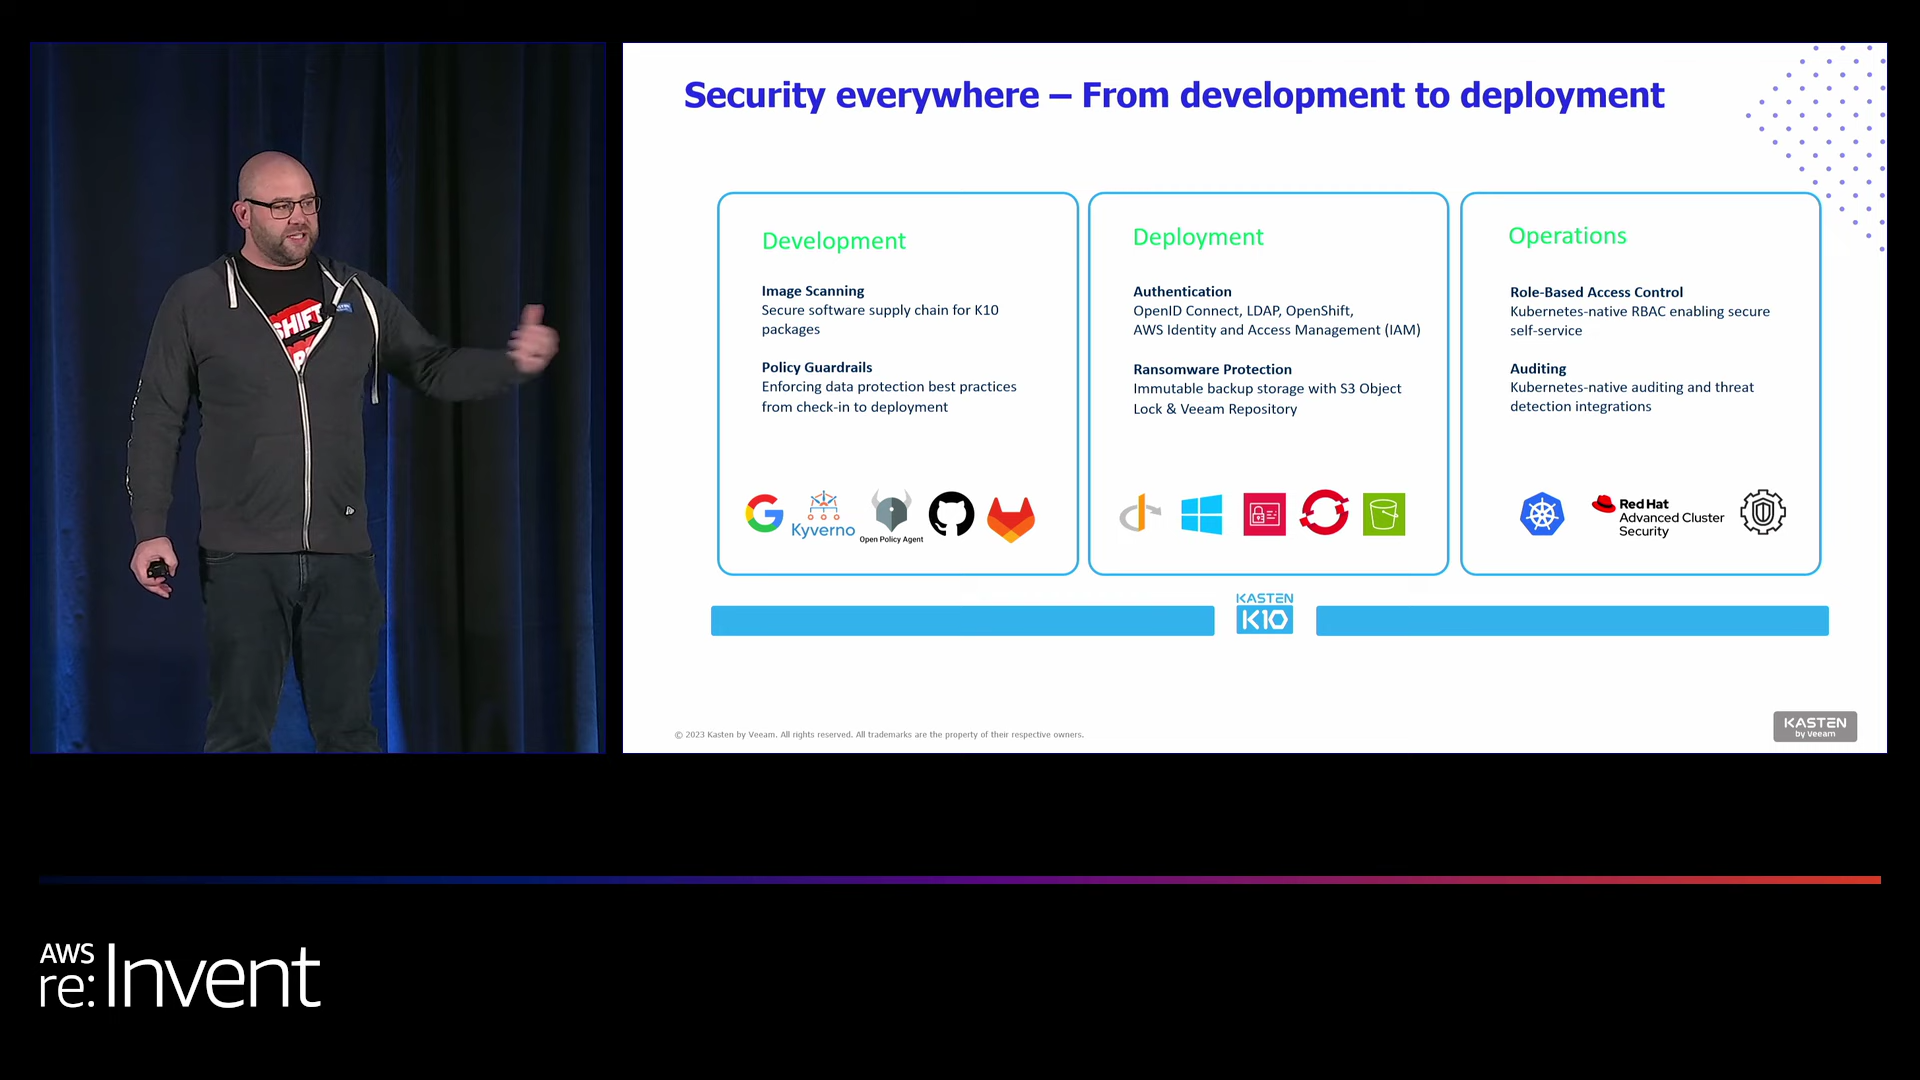 Security everywhere – From development to deployment
Development
Image Scanning
Secure software supply chain for K10
packages
Policy Guardrails
Enforcing data protection best practices
from check-in to deployment
Kyverno
Open Policy Agent
Deployment
Authentication
OpenID Connect, LDAP, OpenShift,
AWS Identity and Access Management (IAM)
Ransomware Protection
Immutable backup storage with S3 Object
Lock & Veeam Repository
Operations
Role-Based Access Control
Kubernetes-native RBAC enabling secure
self-service
Auditing
Kubernetes-native auditing and threat
detection integrations
Red Hat
Advanced Cluster
Security
KASTEN
K10
© 2023 Kasten by Veeam. All rights reserved. All trademarks are the property of their respective owners.
KASTEN
by Veeam
SHIFT
AWS
re:Invent